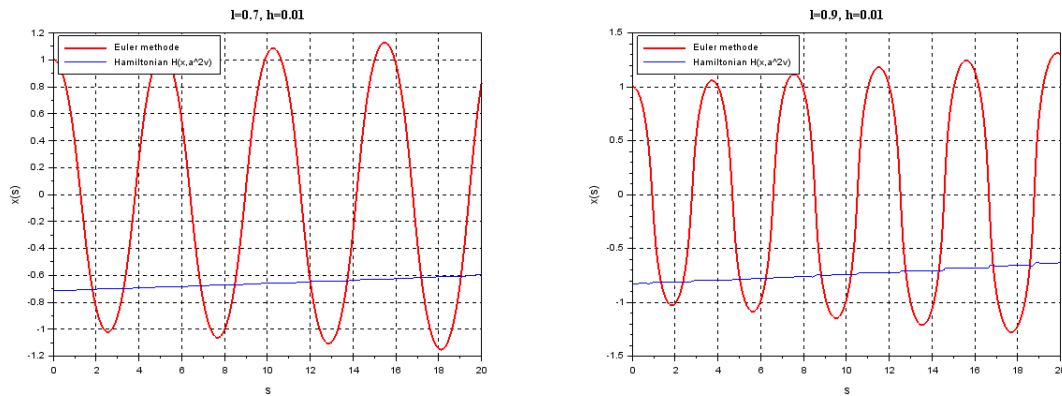 l=0.7, h=0.01
Euler methode
Hamiltonian H(x,a^2v)
1.2
1
0.8
0.6
0.4
0.2
0
-0.2
-0.4
-0.6
-0.8
-1
-1.2
x(s)
0 2 4 6 8 10 12 14 16 18 20
s
l=0.9, h=0.01
Euler methode
Hamiltonian H(x,a^2v)
1.5
1
0.5
0
-0.5
-1
-1.5
x(s)
0 2 4 6 8 10 12 14 16 18 20
s